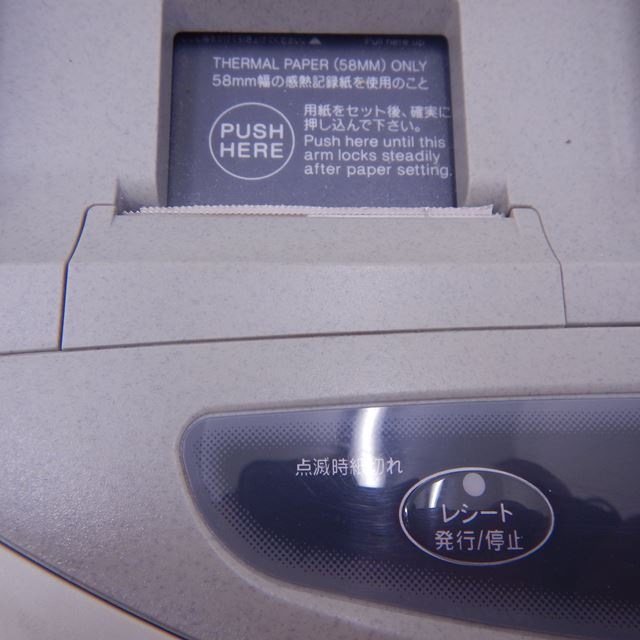 Pull here up
THERMAL PAPER (58MM) ONLY
58mm幅の感熱記録紙を使用のこと
PUSH
HERE
用紙をセット後、確実に
押し込んで下さい。
Push here until this
arm locks steadily
after paper setting.
点滅時紙切れ
レシート
発行/停止